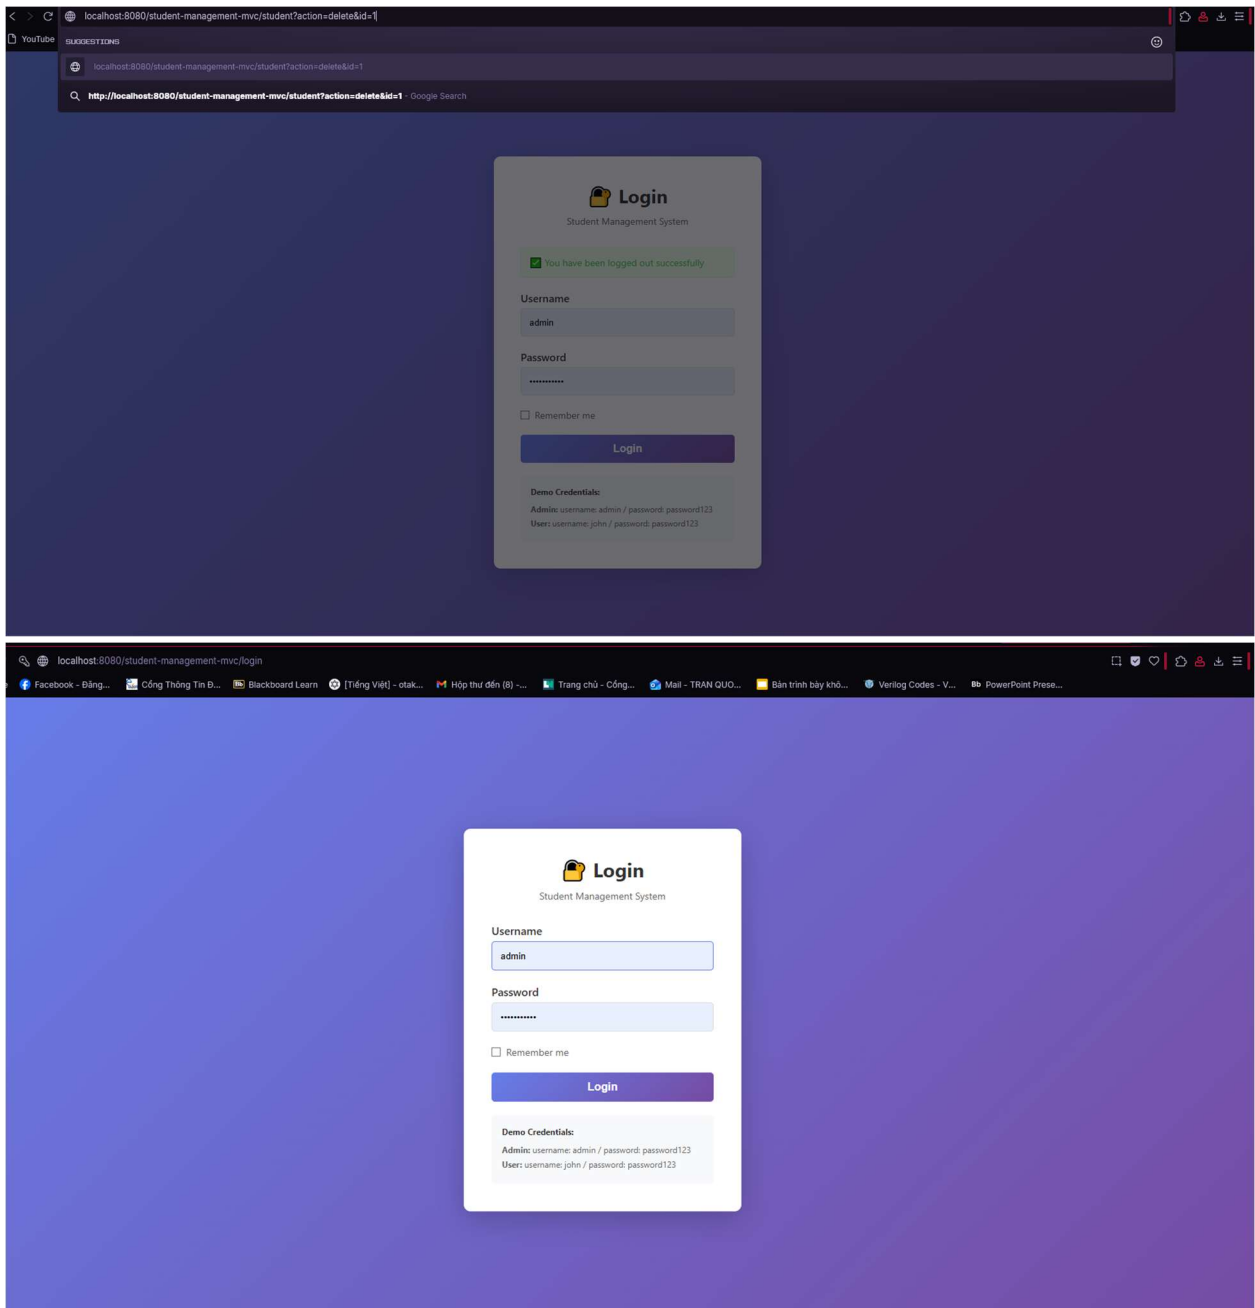 localhost:8080/student-management-mvc/student?action=delete&id=1
YouTube
SUGGESTIONS
localhost:8080/student-management-mvc/student?action=delete&id=1
http://localhost:8080/student-management-mvc/student?action=delete&id=1 - Google Search
Login
Student Management System
You have been logged out successfully
Username
admin
Password
Remember me
Login
Demo Credentials:
Admin: username: admin / password: password123
User: username: john / password: password123
localhost:8080/student-management-mvc/login
Facebook - Đăng... Cổng Thông Tin Đ... Blackboard Learn [Tiếng Việt] - otak... Hộp thư đến (8) -... Trang chủ - Cổng... Mail - TRAN QUO... Bản trình bày khô... Verilog Codes - V... Bb PowerPoint Prese...
Login
Student Management System
Username
admin
Password
Remember me
Login
Demo Credentials:
Admin: username: admin / password: password123
User: username: john / password: password123